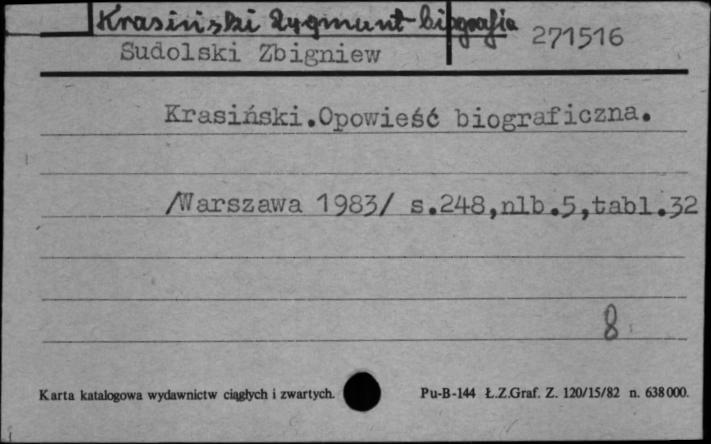 Krasiński Zygmunt-biografia
271516
Sudolski Zbigniew
Krasiński.Opowieść biograficzna.
/Warszawa 1983/ s.248,nlb.5,tabl.32
8
Karta katalogowa wydawnictw ciągłych i zwartych. Pu-B-144 Ł.Z.Graf. Z. 120/15/82 n. 638000.